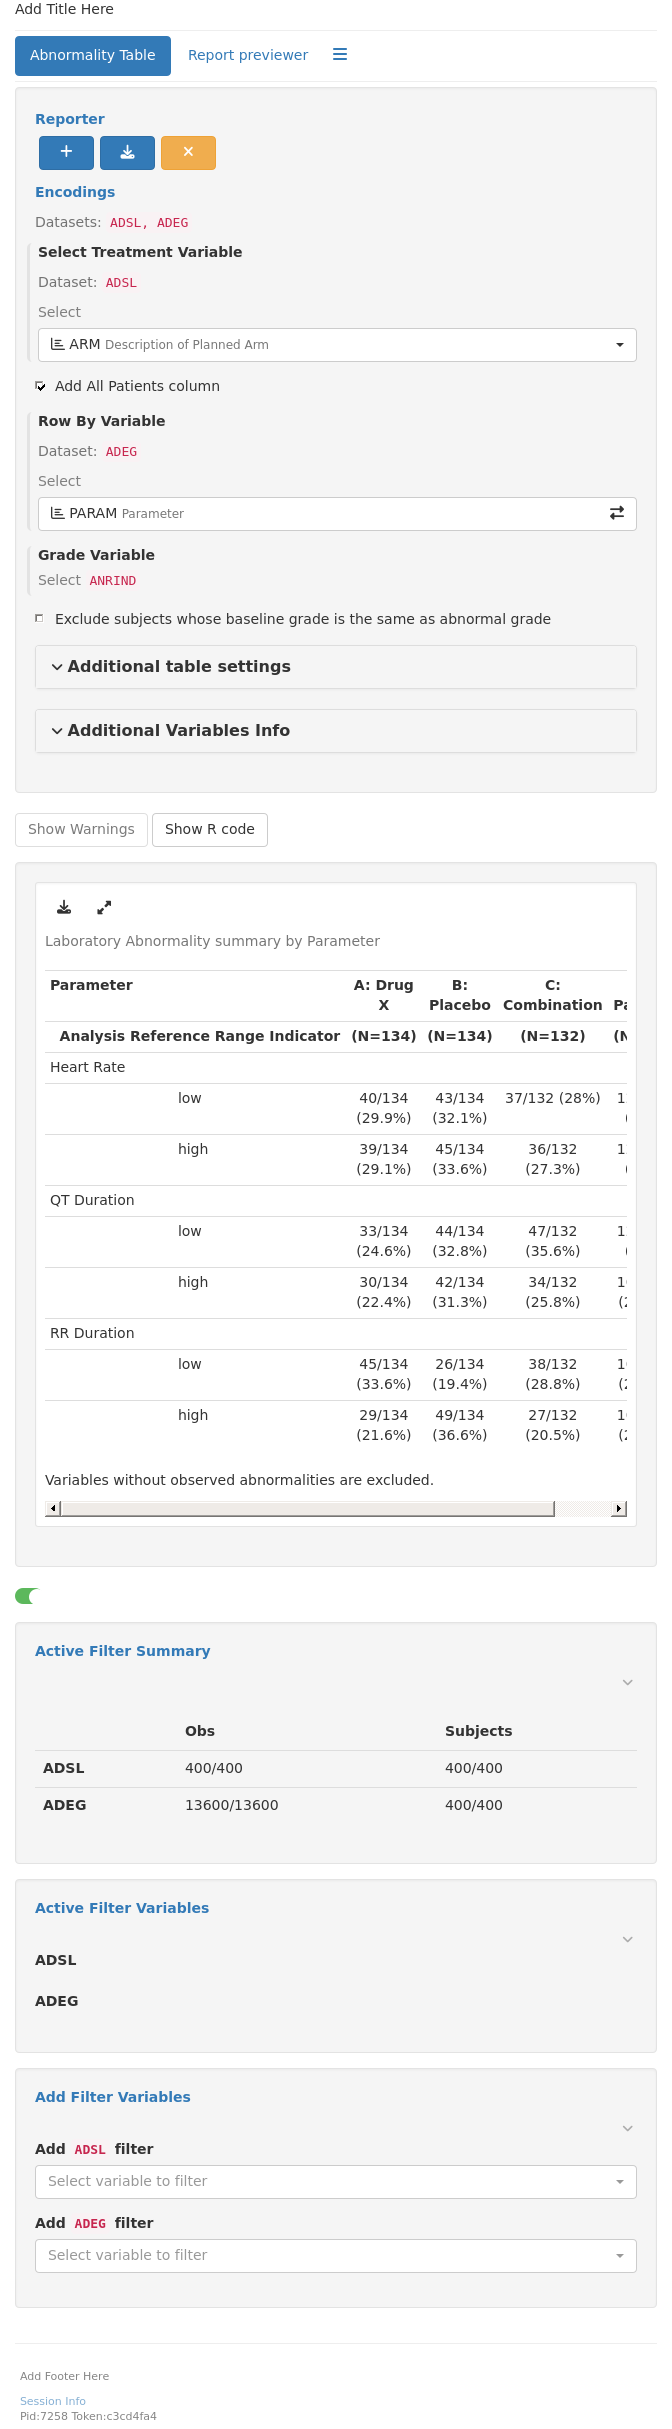 Add Title Here
Abnormality Table Report previewer
Reporter
Encodings
Datasets: ADSL, ADEG
Select Treatment Variable
Dataset: ADSL
Select
ARM Description of Planned Arm
Add All Patients column
Row By Variable
Dataset: ADEG
Select
PARAM Parameter
Grade Variable
Select ANRIND
Exclude subjects whose baseline grade is the same as abnormal grade
Additional table settings
Additional Variables Info
Show Warnings Show R code
Laboratory Abnormality summary by Parameter
Parameter A: Drug B: C:
X Placebo Combination
Analysis Reference Range Indicator (N=134) (N=134) (N=132)
Heart Rate
low 40/134 43/134 37/132 (28%)
(29.9%) (32.1%)
high 39/134 45/134 36/132
(29.1%) (33.6%) (27.3%)
QT Duration
low 33/134 44/134 47/132
(24.6%) (32.8%) (35.6%)
high 30/134 42/134 34/132
(22.4%) (31.3%) (25.8%)
RR Duration
low 45/134 26/134 38/132
(33.6%) (19.4%) (28.8%)
high 29/134 49/134 27/132
(21.6%) (36.6%) (20.5%)
Variables without observed abnormalities are excluded.
Active Filter Summary
Obs Subjects
ADSL 400/400 400/400
ADEG 13600/13600 400/400
Active Filter Variables
ADSL
ADEG
Add Filter Variables
Add ADSL filter
Select variable to filter
Add ADEG filter
Select variable to filter
Add Footer Here
Session Info
Pid:7258 Token:c3cd4fa4